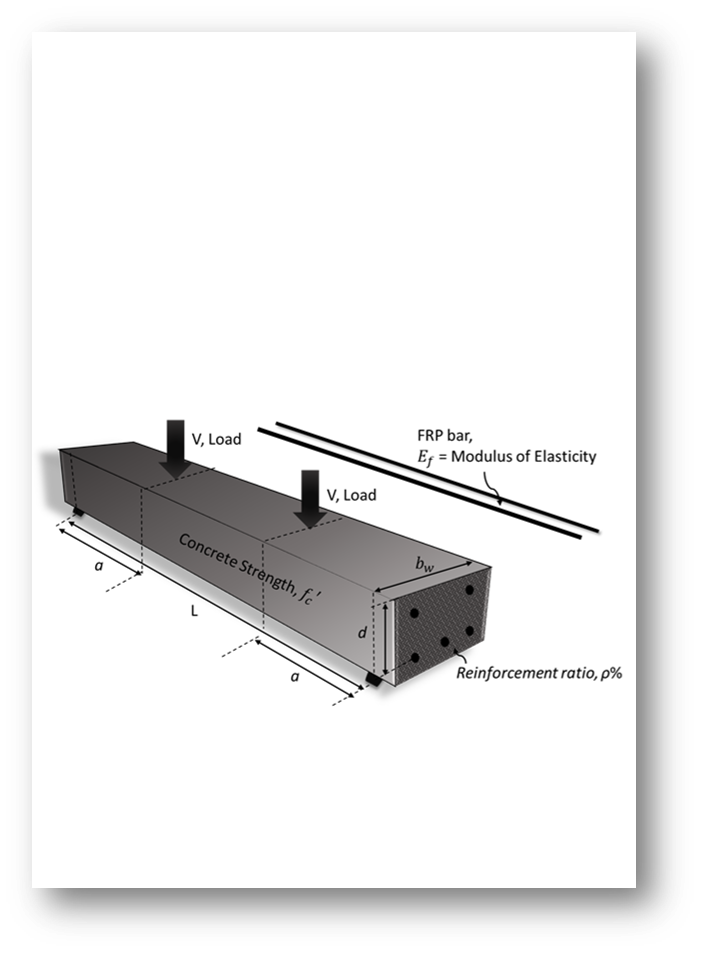 V, Load
V, Load
FRP bar,
E_f = Modulus of Elasticity
Concrete Strength, f_c'
b_w
d
a
L
a
Reinforcement ratio, ρ%